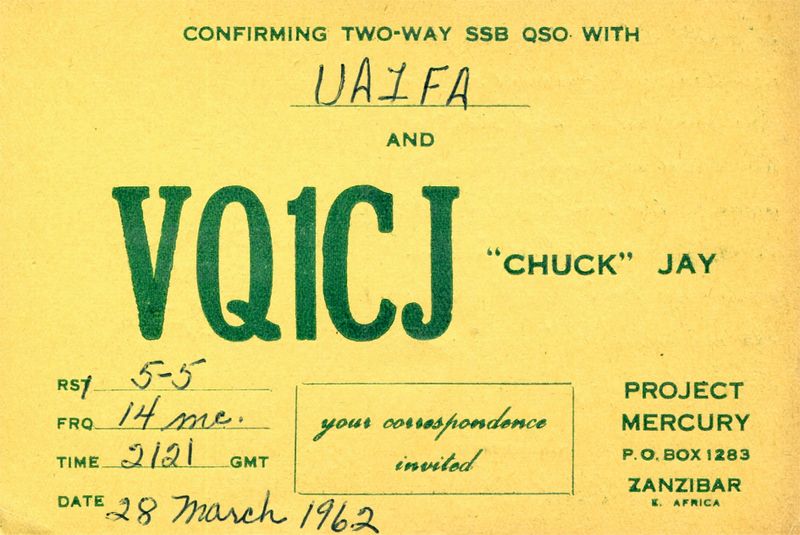 CONFIRMING TWO-WAY SSB QSO WITH
UA1FA
AND
VQ1CJ
"CHUCK" JAY
RST 5-5
FRQ 14 mc.
TIME 2121 GMT
DATE 28 March 1962
your correspondence
invited
PROJECT
MERCURY
P.O. BOX 1283
ZANZIBAR
E. AFRICA